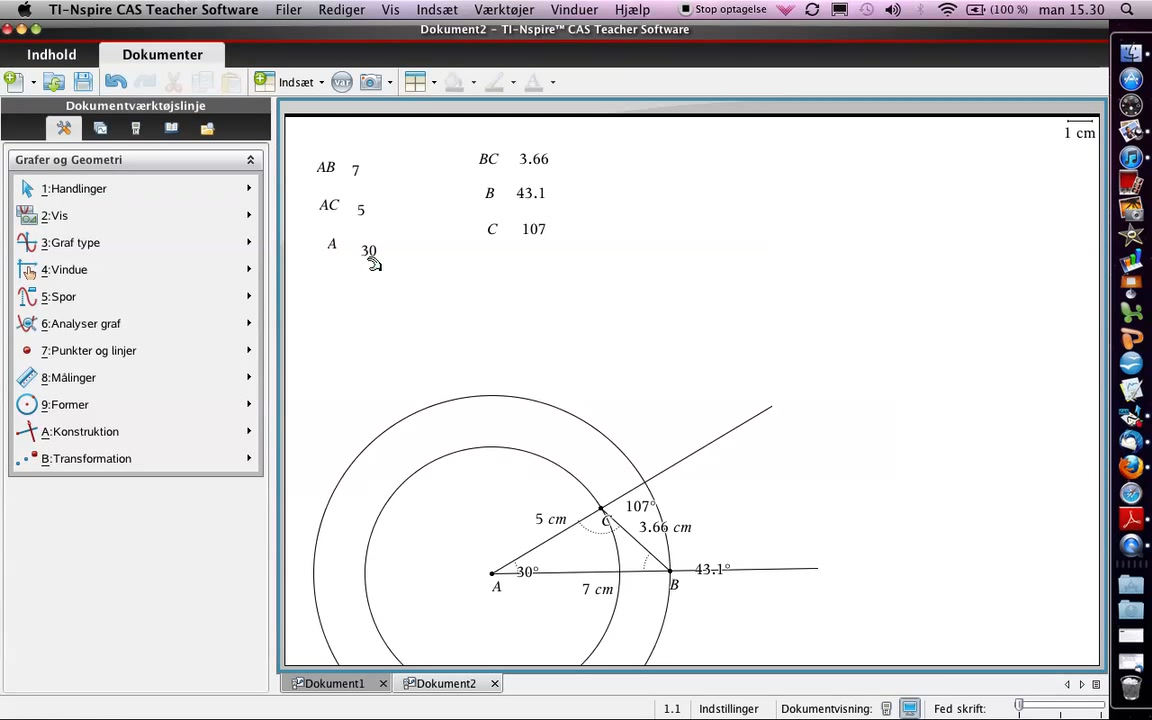 TI-Nspire CAS Teacher Software Filer Rediger Vis Indsæt Værktøjer Vinduer Hjælp Stop optagelse (100 %) man 15.30
Dokument2 – TI-Nspire™ CAS Teacher Software
Indhold Dokumenter
Indsæt var
Dokumentværktøjslinje
Grafer og Geometri
1:Handlinger
2:Vis
3:Graf type
4:Vindue
5:Spor
6:Analyser graf
7:Punkter og linjer
8:Målinger
9:Former
A:Konstruktion
B:Transformation
1 cm
AB 7 BC 3.66
AC 5 B 43.1
A 30 C 107
107°
5 cm C 3.66 cm
30° 43.1°
A 7 cm B
Dokument1 Dokument2
1.1 Indstillinger Dokumentvisning: Fed skrift: